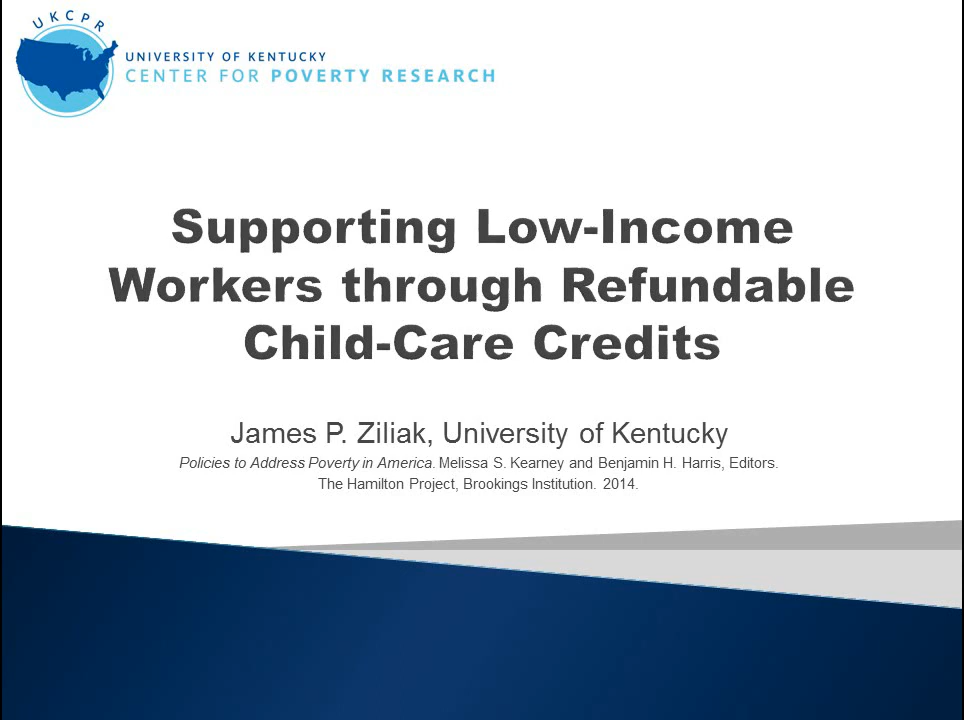 UKCPR
UNIVERSITY OF KENTUCKY
CENTER FOR POVERTY RESEARCH
Supporting Low-Income
Workers through Refundable
Child-Care Credits
James P. Ziliak, University of Kentucky
Policies to Address Poverty in America. Melissa S. Kearney and Benjamin H. Harris, Editors.
The Hamilton Project, Brookings Institution. 2014.